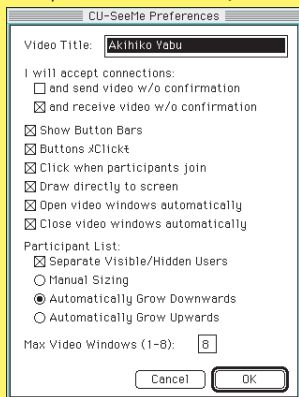 CU-SeeMe Preferences
Video Title: Akihiko Yabu
I will accept connections:
and send video w/o confirmation
and receive video w/o confirmation
Show Button Bars
Buttons ҳClickŧ
Click when participants join
Draw directly to screen
Open video windows automatically
Close video windows automatically
Participant List:
Separate Visible/Hidden Users
Manual Sizing
Automatically Grow Downwards
Automatically Grow Upwards
Max Video Windows (1-8): 8
Cancel OK